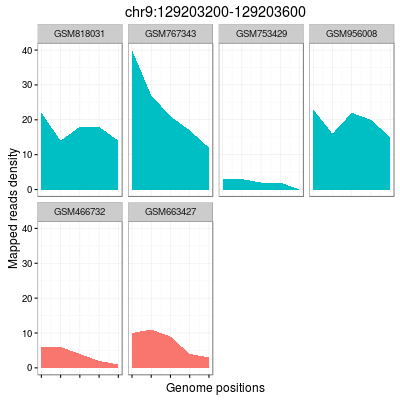 chr9:129203200-129203600
GSM818031 GSM767343 GSM753429 GSM956008
40
30
20
10
0
Mapped reads density
GSM466732 GSM663427
40
30
20
10
0
Genome positions